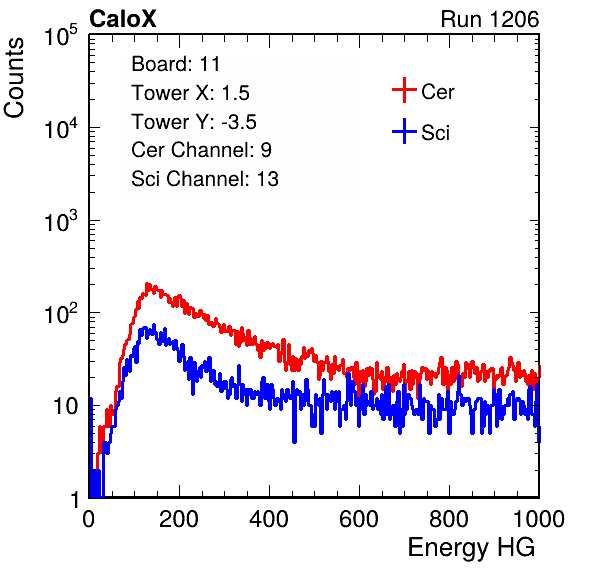 CaloX Run 1206
Counts
10^5
10^4
10^3
10^2
10
1
Board: 11
Tower X: 1.5
Tower Y: -3.5
Cer Channel: 9
Sci Channel: 13
Cer
Sci
0 200 400 600 800 1000
Energy HG